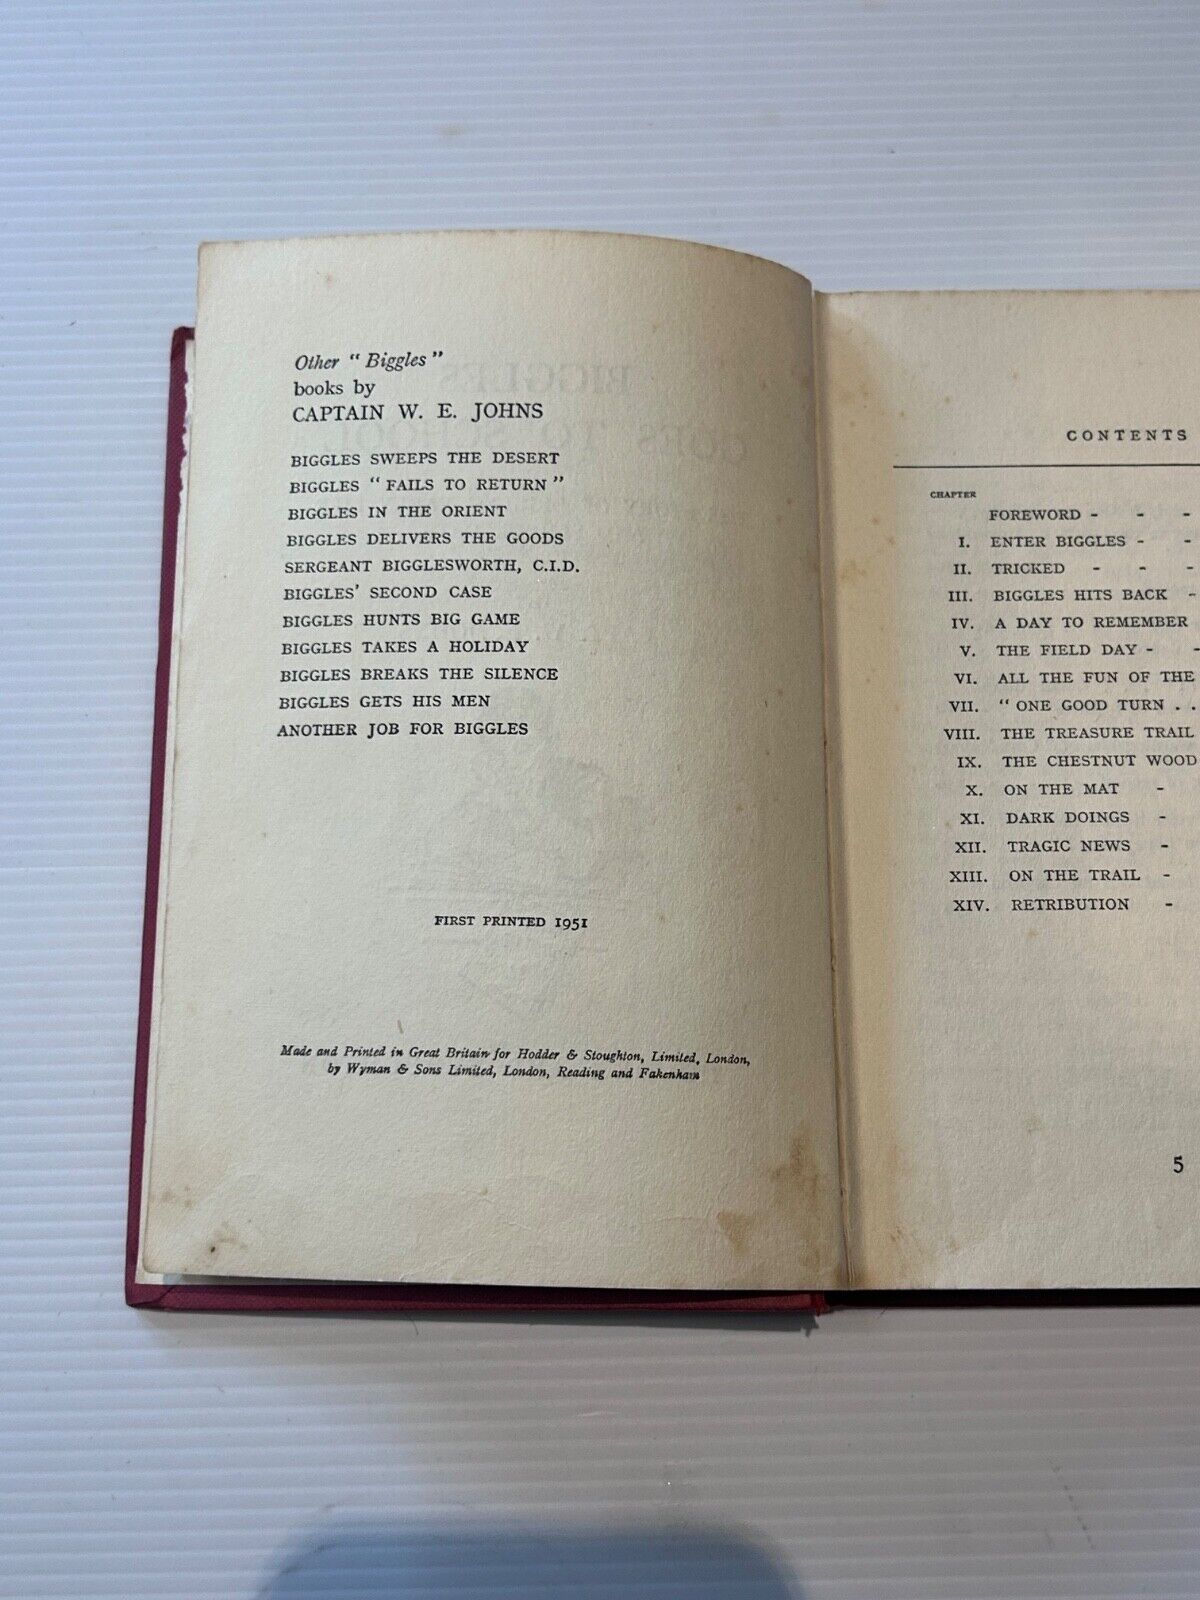 Other “ Biggles ”
books by
CAPTAIN W. E. JOHNS
BIGGLES SWEEPS THE DESERT
BIGGLES “ FAILS TO RETURN ”
BIGGLES IN THE ORIENT
BIGGLES DELIVERS THE GOODS
SERGEANT BIGGLESWORTH, C.I.D.
BIGGLES’ SECOND CASE
BIGGLES HUNTS BIG GAME
BIGGLES TAKES A HOLIDAY
BIGGLES BREAKS THE SILENCE
BIGGLES GETS HIS MEN
ANOTHER JOB FOR BIGGLES
FIRST PRINTED 1951
Made and Printed in Great Britain for Hodder & Stoughton, Limited, London,
by Wyman & Sons Limited, London, Reading and Fakenham
CONTENTS
CHAPTER
FOREWORD - - -
I. ENTER BIGGLES - -
II. TRICKED - - -
III. BIGGLES HITS BACK -
IV. A DAY TO REMEMBER
V. THE FIELD DAY - -
VI. ALL THE FUN OF THE
VII. “ ONE GOOD TURN . .
VIII. THE TREASURE TRAIL
IX. THE CHESTNUT WOOD
X. ON THE MAT -
XI. DARK DOINGS -
XII. TRAGIC NEWS -
XIII. ON THE TRAIL -
XIV. RETRIBUTION -
5